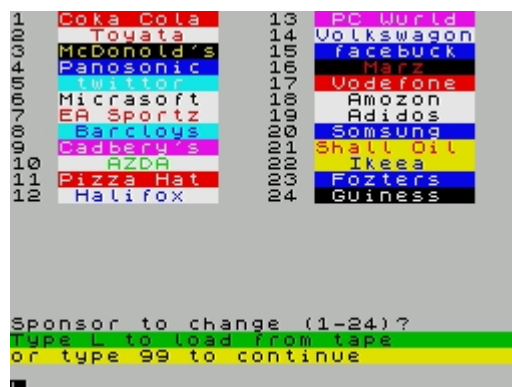 1 Coka Cola
2 Toyata
3 McDonold's
4 Panosonic
5 twittor
6 Micrasoft
7 EA Sportz
8 Barcloys
9 Cadbery's
10 AZDA
11 Pizza Hat
12 Halifox
13 PC Wurld
14 Volkswagon
15 facebuck
16 Marz
17 Vodefone
18 Amozon
19 Adidos
20 Somsung
21 Shall Oil
22 Ikeea
23 Fozters
24 Guiness
Sponsor to change (1-24)?
Type L to load from tape
or type 99 to continue
L